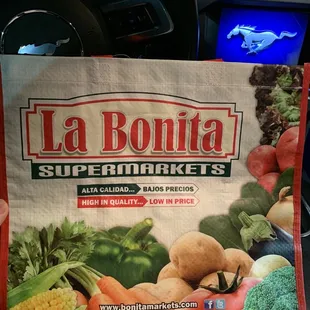 La Bonita
SUPERMARKETS
ALTA CALIDAD... BAJOS PRECIOS
HIGH IN QUALITY... LOW IN PRICE
www.bonitamarkets.com